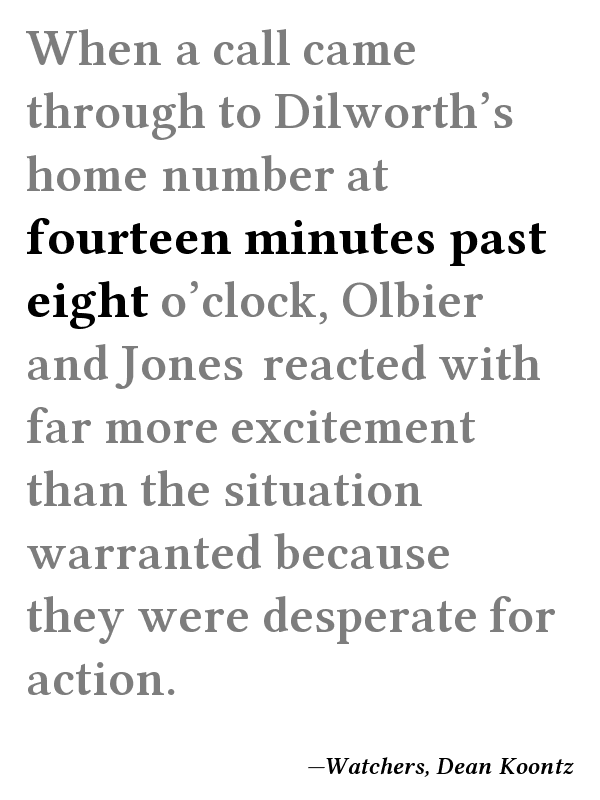 When a call came
through to Dilworth’s
home number at
fourteen minutes past
eight o’clock, Olbier
and Jones reacted with
far more excitement
than the situation
warranted because
they were desperate for
action.
—Watchers, Dean Koontz